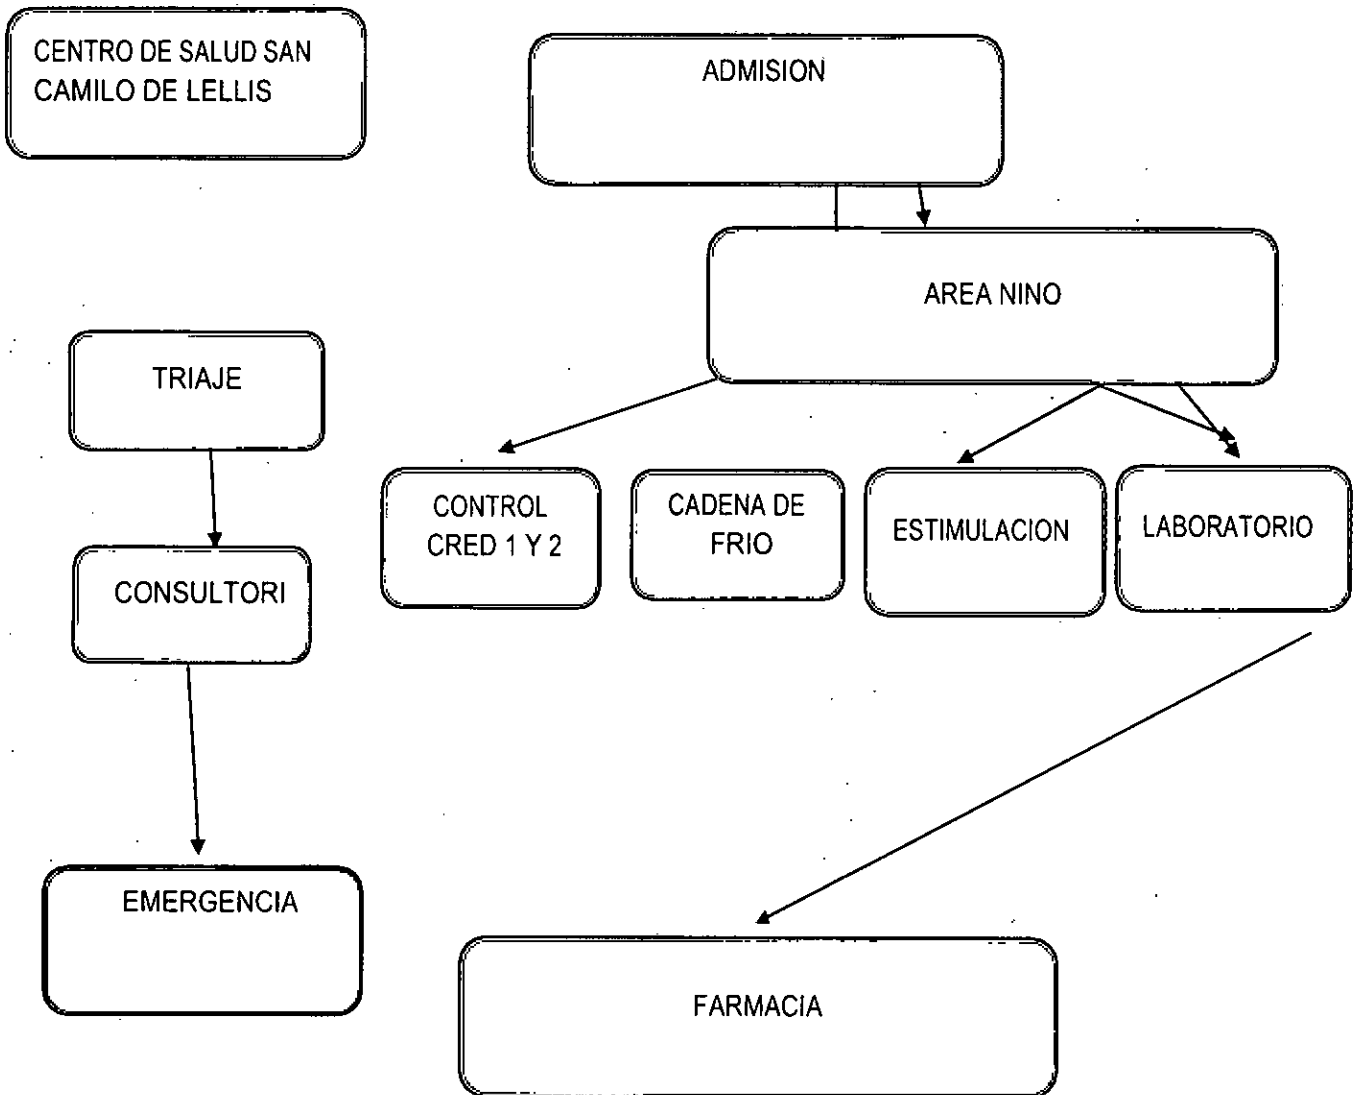 CENTRO DE SALUD SAN
CAMILO DE LELLIS
ADMISION
AREA NINO
TRIAJE
CONTROL
CRED 1 Y 2
CADENA DE
FRIO
ESTIMULACION
LABORATORIO
CONSULTORI
EMERGENCIA
FARMACIA